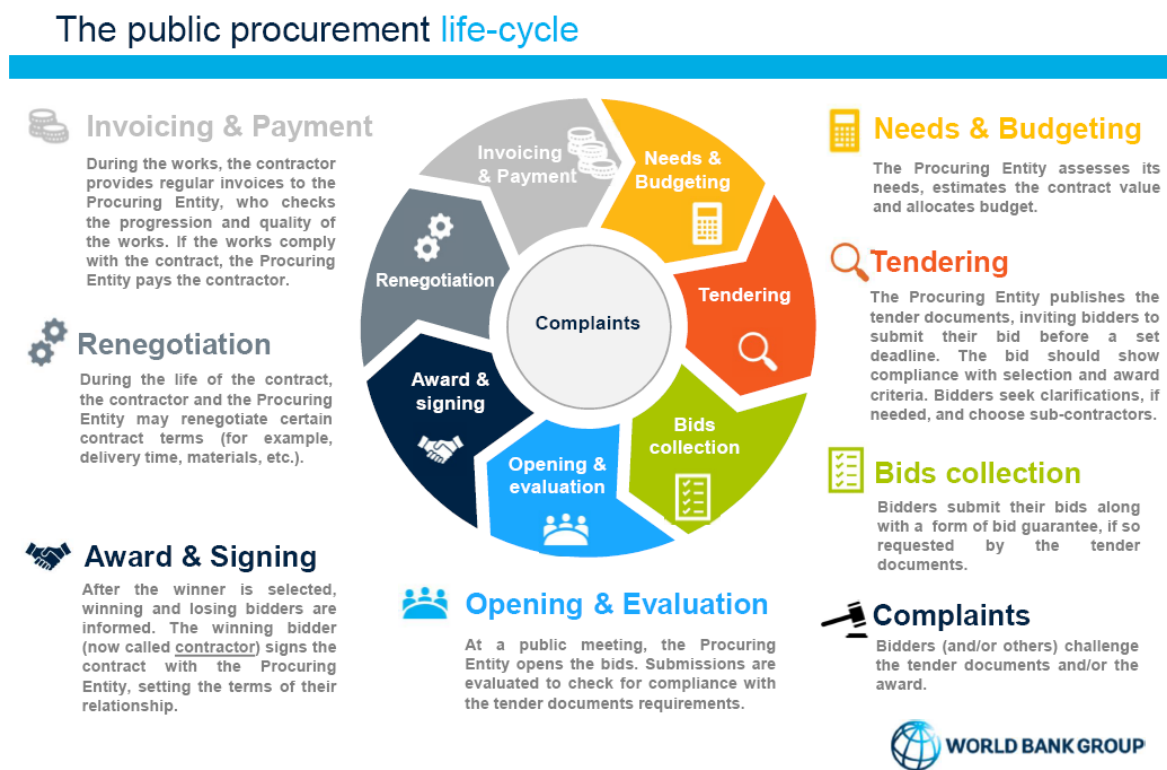 The public procurement life-cycle
Invoicing & Payment
During the works, the contractor
provides regular invoices to the
Procuring Entity, who checks
the progression and quality of
the works. If the works comply
with the contract, the Procuring
Entity pays the contractor.
Renegotiation
During the life of the contract,
the contractor and the Procuring
Entity may renegotiate certain
contract terms (for example,
delivery time, materials, etc.).
Award & Signing
After the winner is selected,
winning and losing bidders are
informed. The winning bidder
(now called contractor) signs the
contract with the Procuring
Entity, setting the terms of their
relationship.
Invoicing
& Payment
Needs &
Budgeting
Renegotiation
Tendering
Complaints
Award &
signing
Bids
collection
Opening &
evaluation
Opening & Evaluation
At a public meeting, the Procuring
Entity opens the bids. Submissions are
evaluated to check for compliance with
the tender documents requirements.
Needs & Budgeting
The Procuring Entity assesses its
needs, estimates the contract value
and allocates budget.
Tendering
The Procuring Entity publishes the
tender documents, inviting bidders to
submit their bid before a set
deadline. The bid should show
compliance with selection and award
criteria. Bidders seek clarifications, if
needed, and choose sub-contractors.
Bids collection
Bidders submit their bids along
with a form of bid guarantee, if so
requested by the tender
documents.
Complaints
Bidders (and/or others) challenge
the tender documents and/or the
award.
WORLD BANK GROUP